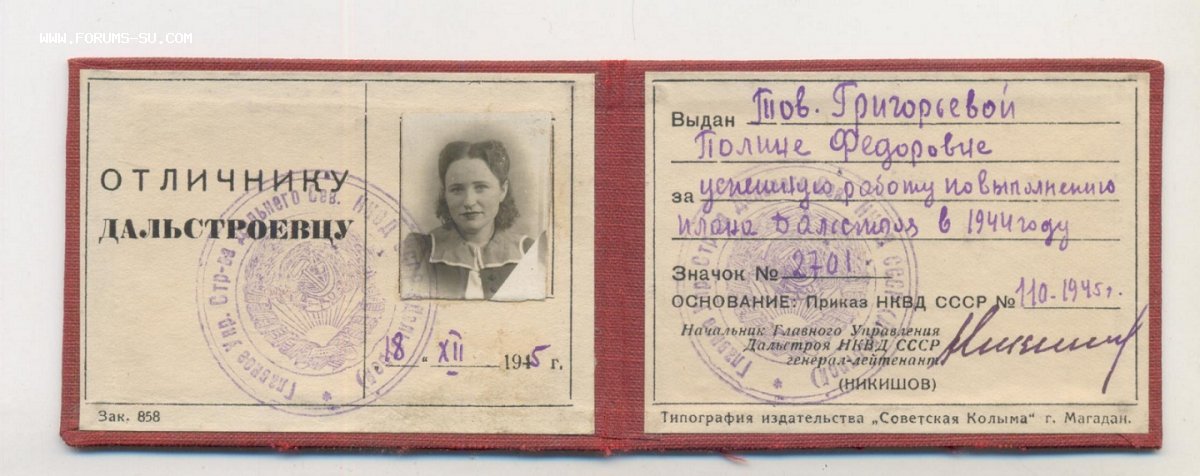 WWW.FORUMS-SU.COM
ОТЛИЧНИКУ
ДАЛЬСТРОЕВЦУ
18 " XII 1945 г.
Зак. 858
Выдан Тов. Григорьевой
Полине Федоровне
за успешную работу по выполнению
плана Дальстроя в 1944 году
Значок № 2701.
ОСНОВАНИЕ: Приказ НКВД СССР № 110-1945г.
Начальник Главного Управления
Дальстроя НКВД СССР
генерал-лейтенант
(НИКИШОВ)
Типография издательства „Советская Колыма" г. Магадан.